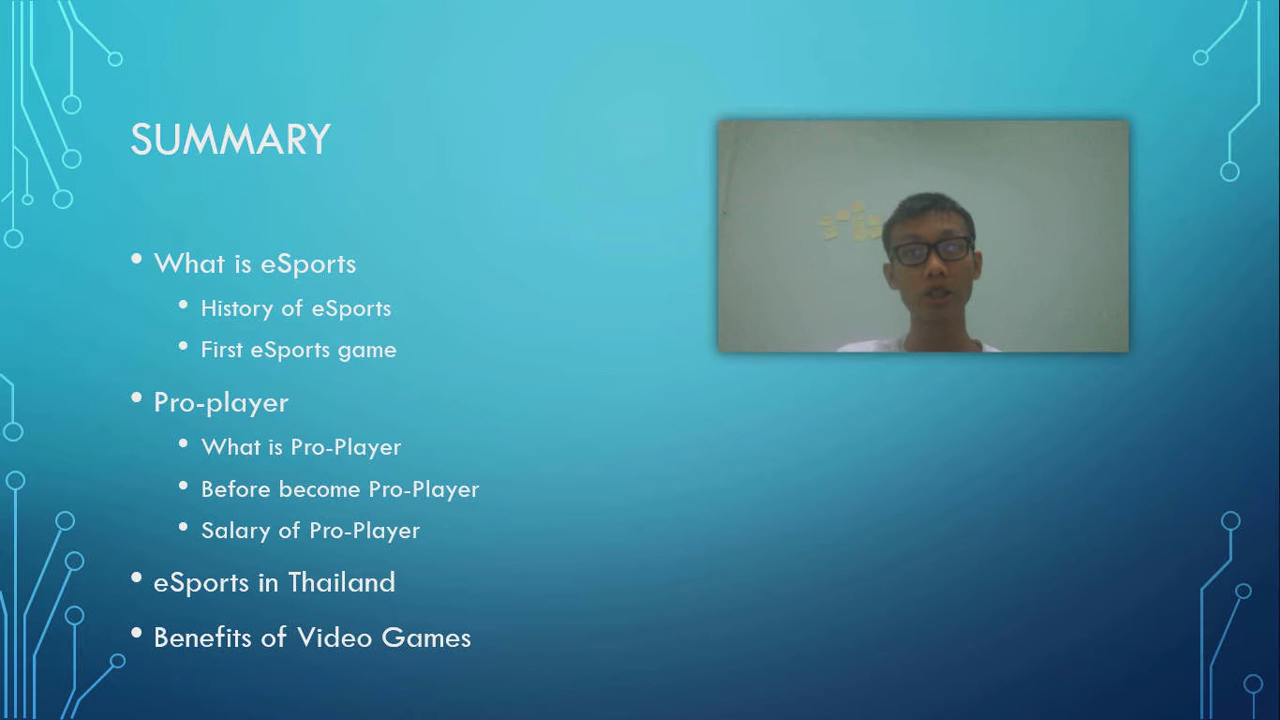 SUMMARY
• What is eSports
• History of eSports
• First eSports game
• Pro-player
• What is Pro-Player
• Before become Pro-Player
• Salary of Pro-Player
• eSports in Thailand
• Benefits of Video Games